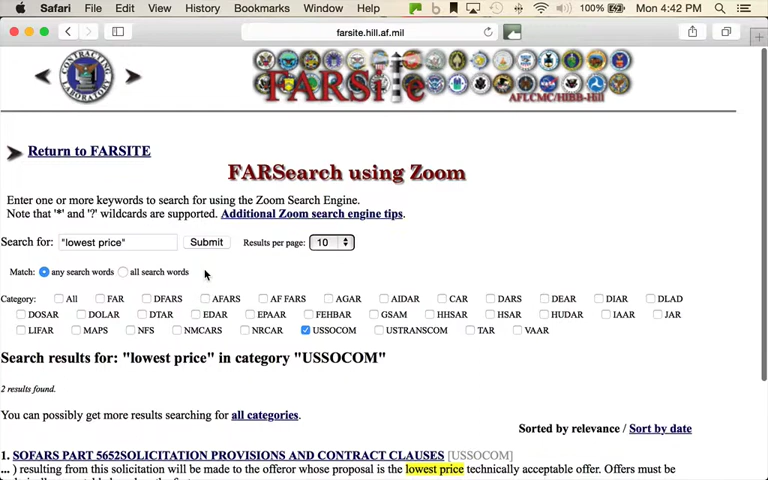 Safari File Edit View History Bookmarks Window Help 100% Mon 4:42 PM
farsite.hill.af.mil
CONTRACTING LABORATORY
FARSite
AFLCMC/HIBB-Hill
Return to FARSITE
FARSearch using Zoom
Enter one or more keywords to search for using the Zoom Search Engine.
Note that '*' and '?' wildcards are supported. Additional Zoom search engine tips.
Search for: "lowest price" Submit Results per page: 10
Match: any search words all search words
Category: All FAR DFARS AFARS AF FARS AGAR AIDAR CAR DARS DEAR DIAR DLAD
DOSAR DOLAR DTAR EDAR EPAAR FEHBAR GSAM HHSAR HSAR HUDAR IAAR JAR
LIFAR MAPS NFS NMCARS NRCAR USSOCOM USTRANSCOM TAR VAAR
Search results for: "lowest price" in category "USSOCOM"
2 results found.
You can possibly get more results searching for all categories.
Sorted by relevance / Sort by date
1. SOFARS PART 5652SOLICITATION PROVISIONS AND CONTRACT CLAUSES [USSOCOM]
... ) resulting from this solicitation will be made to the offeror whose proposal is the lowest price technically acceptable offer. Offers must be